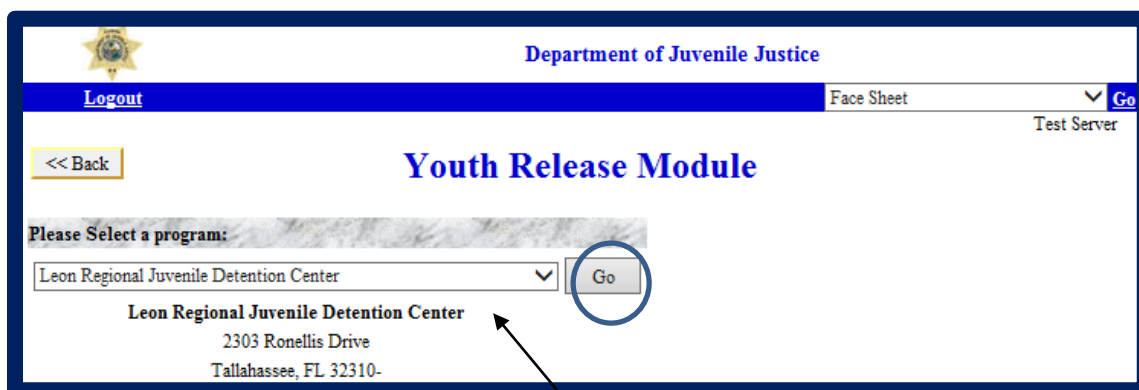 Department of Juvenile Justice
Logout Face Sheet Go
Test Server
<< Back Youth Release Module
Please Select a program:
Leon Regional Juvenile Detention Center Go
Leon Regional Juvenile Detention Center
2303 Ronellis Drive
Tallahassee, FL 32310-